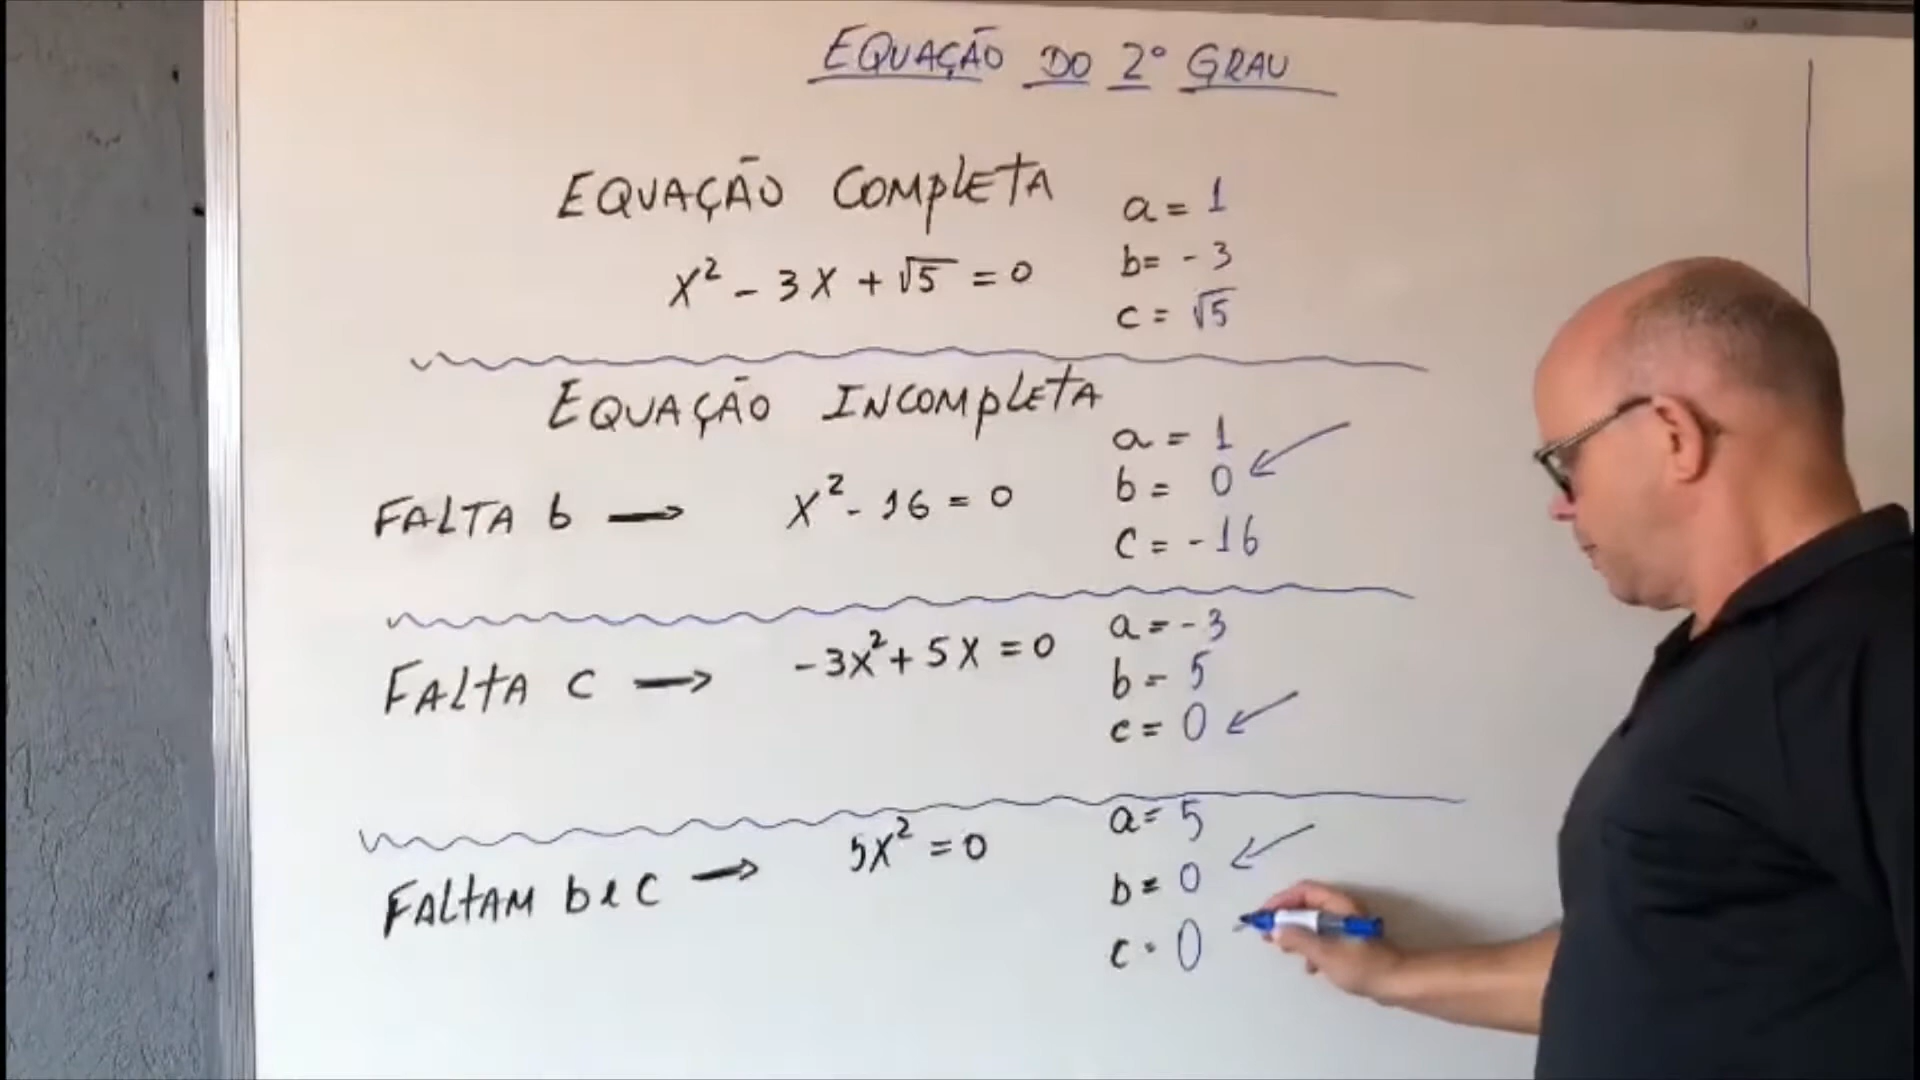 EQUAÇÃO DO 2º GRAU
EQUAÇÃO COMPLETA
x² - 3x + √5 = 0
a = 1
b = - 3
c = √5
EQUAÇÃO INCOMPLETA
FALTA b → x² - 16 = 0
a = 1
b = 0
c = - 16
FALTA c → - 3x² + 5x = 0
a = - 3
b = 5
c = 0
FALTAM b e c → 5x² = 0
a = 5
b = 0
c = 0